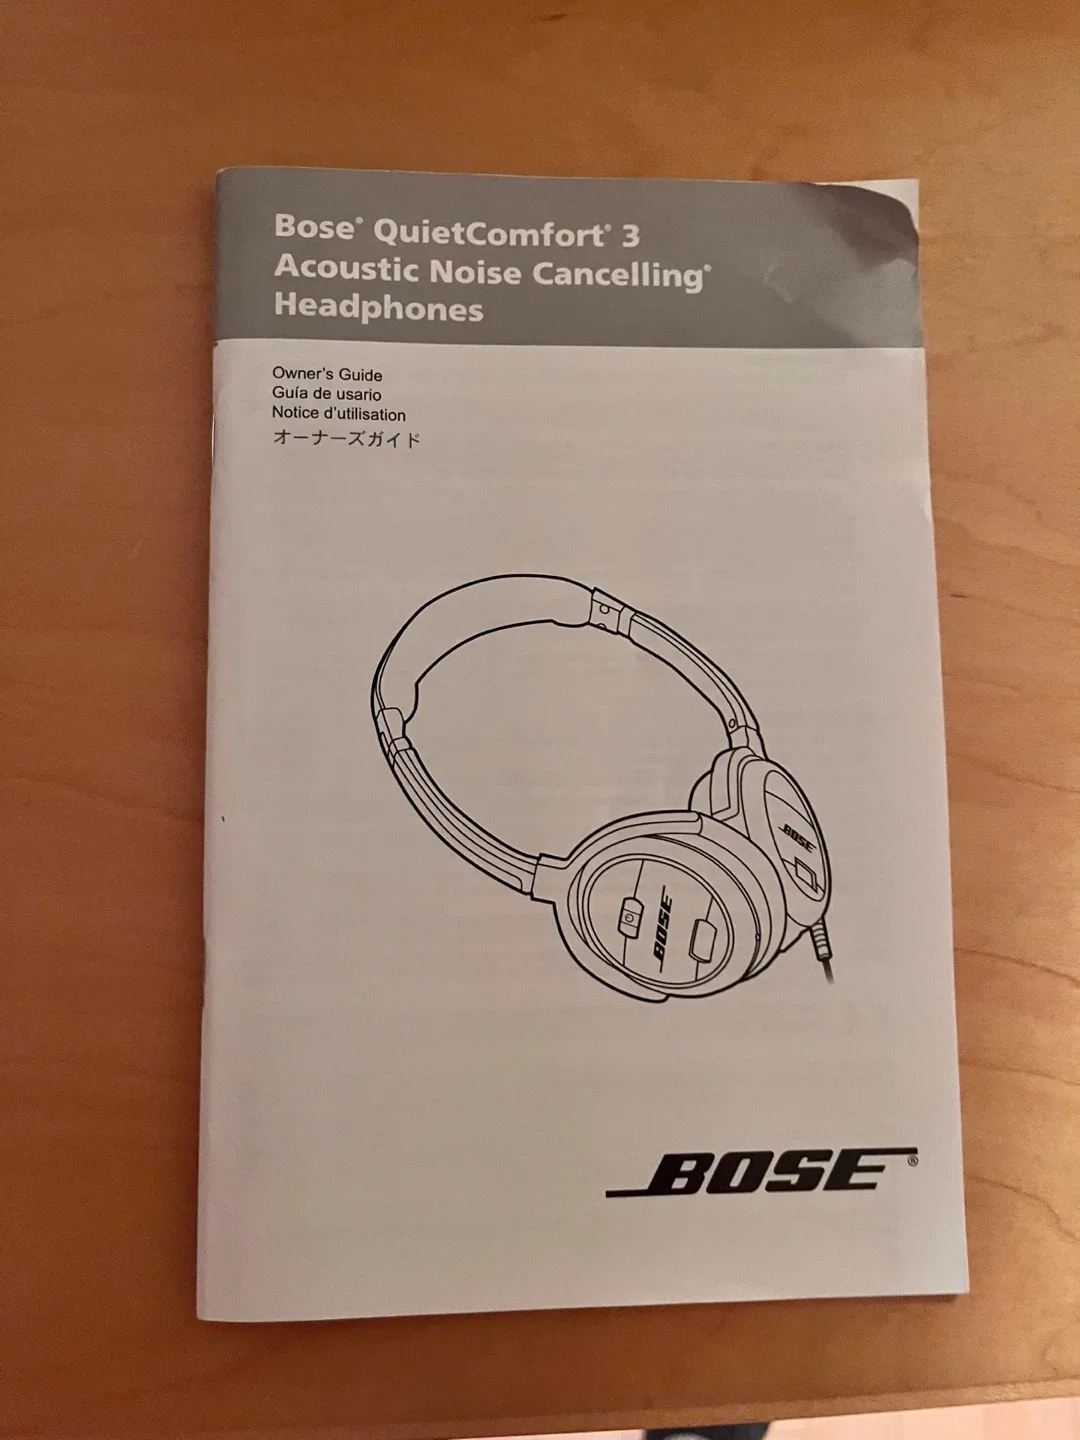 Bose® QuietComfort® 3
Acoustic Noise Cancelling®
Headphones
Owner's Guide
Guía de usario
Notice d'utilisation
オーナーズガイド
BOSE
BOSE
BOSE®